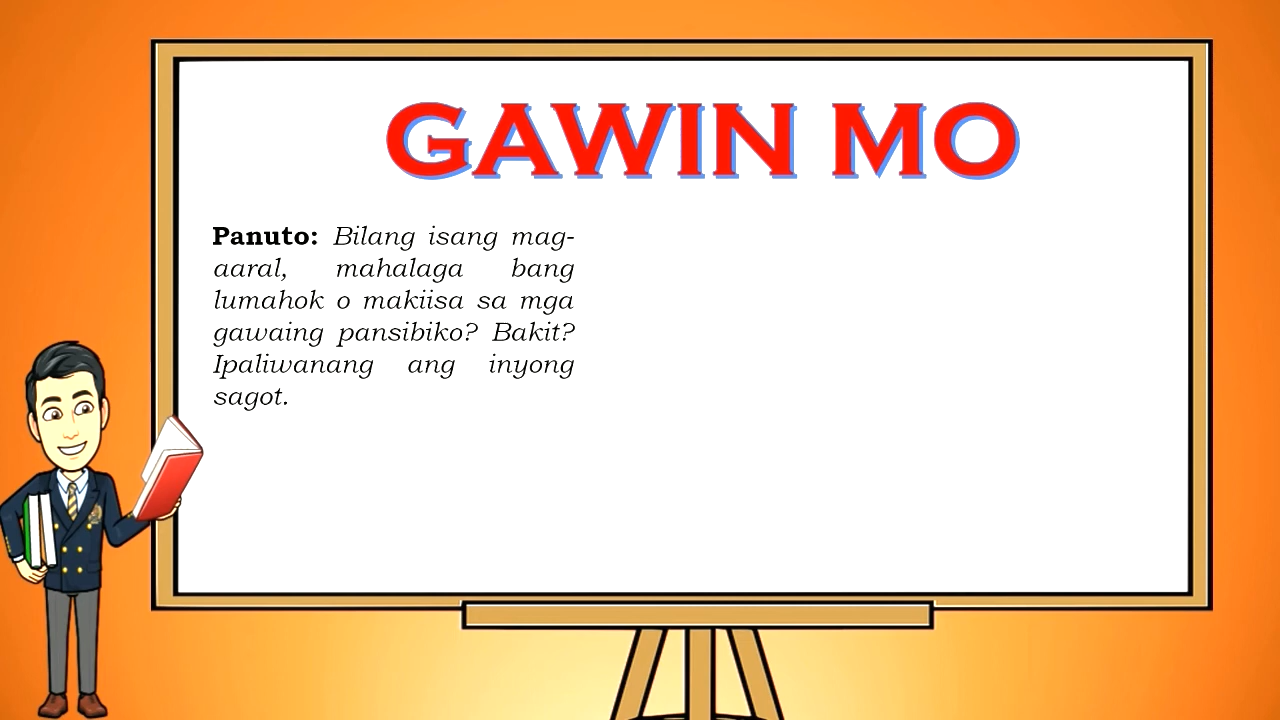 GAWIN MO
Panuto: Bilang isang mag-
aaral, mahalaga bang
lumahok o makiisa sa mga
gawaing pansibiko? Bakit?
Ipaliwanang ang inyong
sagot.